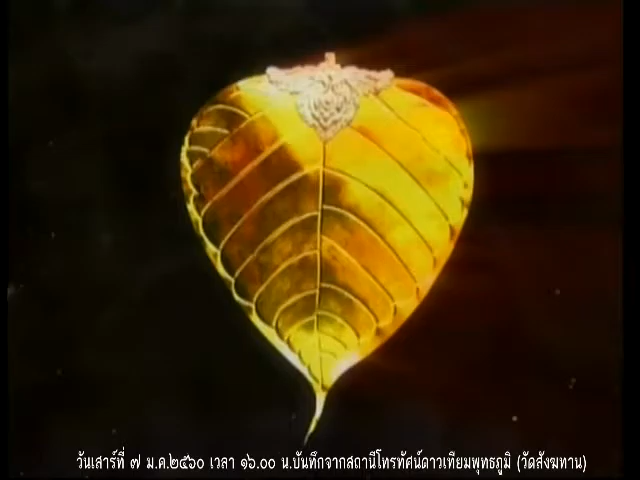 วันเสาร์ที่ ๗ ม.ค.๒๕๖๐ เวลา ๑๖.๐๐ น.บันทึกจากสถานีโทรทัศน์ดาวเทียมพุทธภูมิ (วัดสังฆทาน)